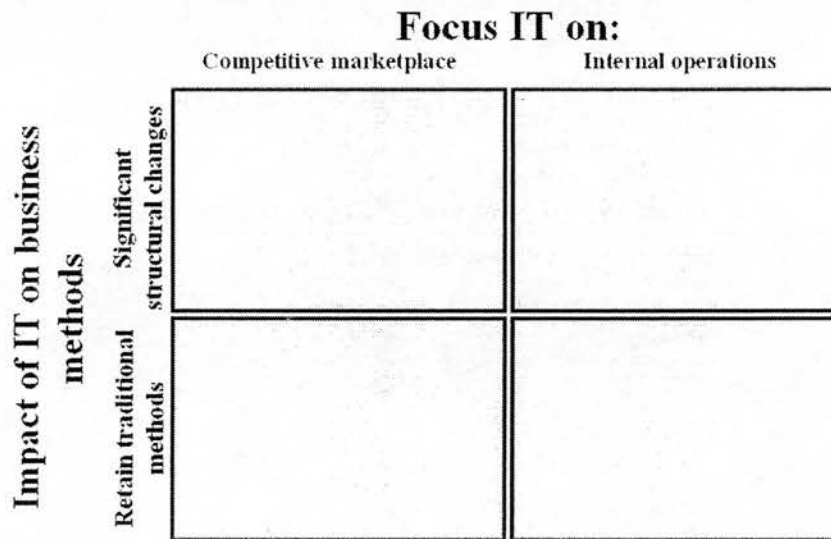 Focus IT on:
Competitive marketplace
Internal operations
Impact of IT on business
methods
Significant
structural changes
Retain traditional
methods